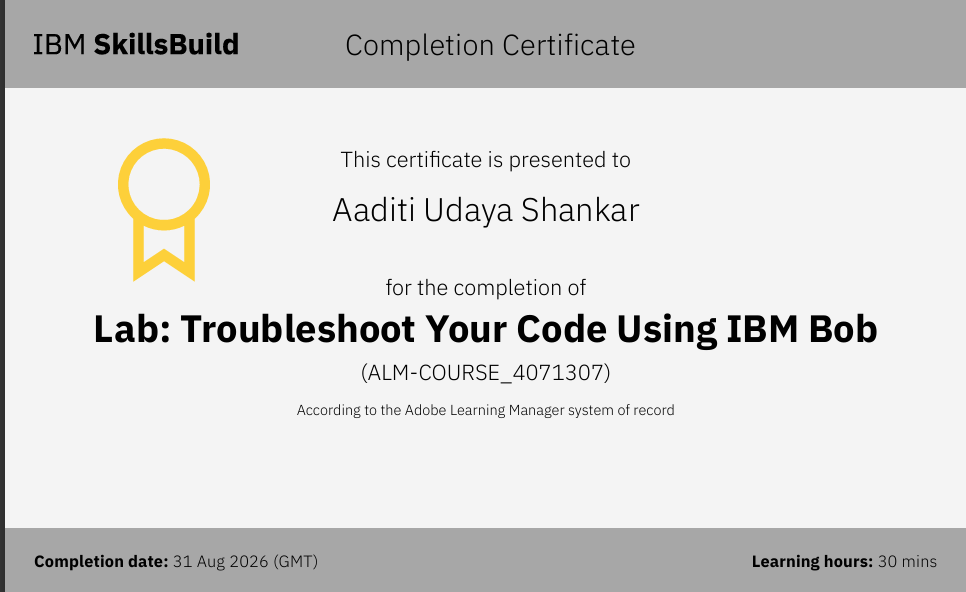 IBM SkillsBuild
Completion Certificate
This certificate is presented to
Aaditi Udaya Shankar
for the completion of
Lab: Troubleshoot Your Code Using IBM Bob
(ALM-COURSE_4071307)
According to the Adobe Learning Manager system of record
Completion date: 31 Aug 2026 (GMT)
Learning hours: 30 mins